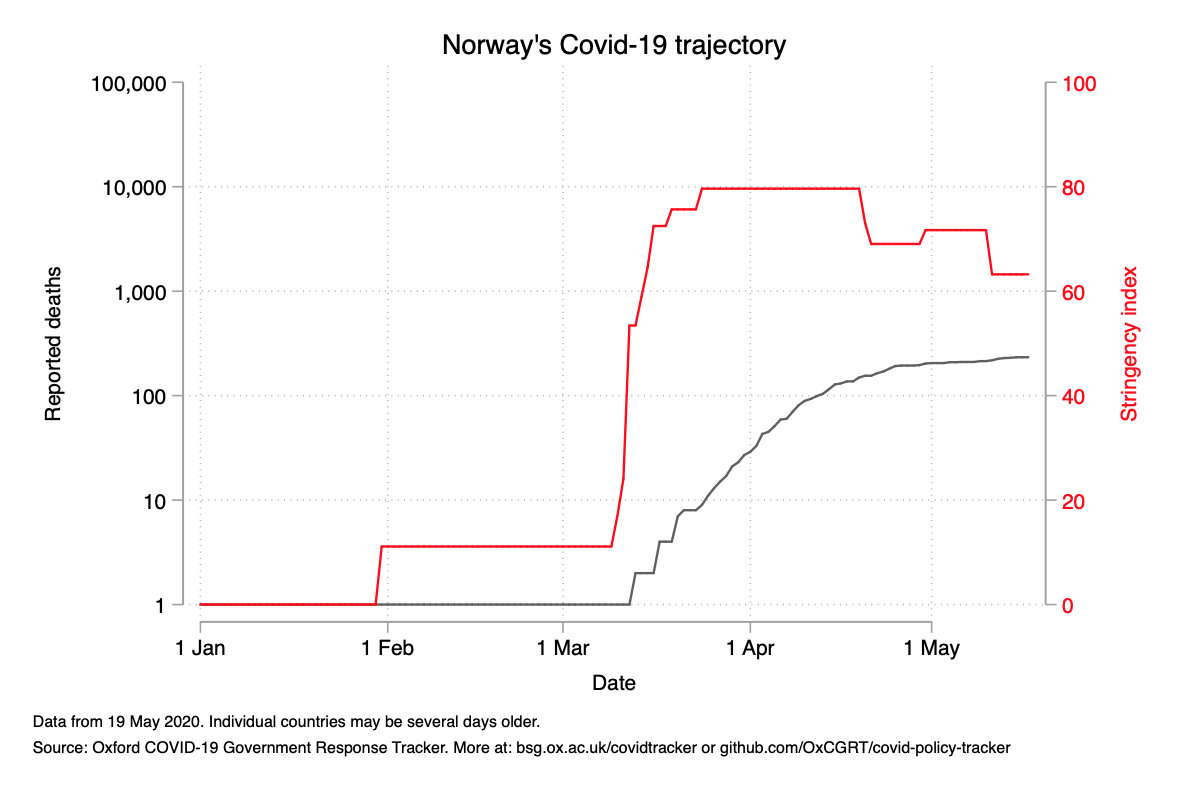 Norway's Covid-19 trajectory
100,000
10,000
1,000
100
10
1
Reported deaths
100
80
60
40
20
0
Stringency index
1 Jan
1 Feb
1 Mar
1 Apr
1 May
Date
Data from 19 May 2020. Individual countries may be several days older.
Source: Oxford COVID-19 Government Response Tracker. More at: bsg.ox.ac.uk/covidtracker or github.com/OxCGRT/covid-policy-tracker